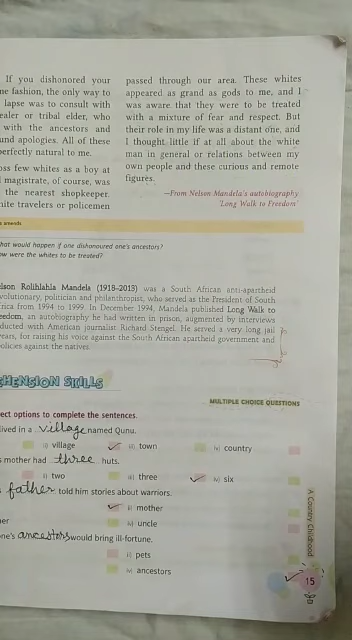 If you dishonored your
ne fashion, the only way to
lapse was to consult with
ealer or tribal elder, who
with the ancestors and
und apologies. All of these
perfectly natural to me.
oss few whites as a boy at
l magistrate, of course, was
the nearest shopkeeper.
hite travelers or policemen
passed through our area. These whites
appeared as grand as gods to me, and I
was aware that they were to be treated
with a mixture of fear and respect. But
their role in my life was a distant one, and
I thought little if at all about the white
man in general or relations between my
own people and these curious and remote
figures.
—From Nelson Mandela's autobiography
'Long Walk to Freedom'
amends
hat would happen if one dishonoured one's ancestors?
ow were the whites to be treated?
elson Rolihlahla Mandela (1918–2013) was a South African anti-apartheid
volutionary, politician and philanthropist, who served as the President of South
frica from 1994 to 1999. In December 1994, Mandela published Long Walk to
eedom, an autobiography he had written in prison, augmented by interviews
ducted with American journalist Richard Stengel. He served a very long jail
ears, for raising his voice against the South African apartheid government and
olicies against the natives.
HENSION SKILLS
MULTIPLE CHOICE QUESTIONS
ect options to complete the sentences.
lived in a village named Qunu.
village
town
country
s mother had three huts.
two
three
six
father told him stories about warriors.
mother
er
uncle
one's ancestors would bring ill-fortune.
pets
ancestors
A Country Childhood
15